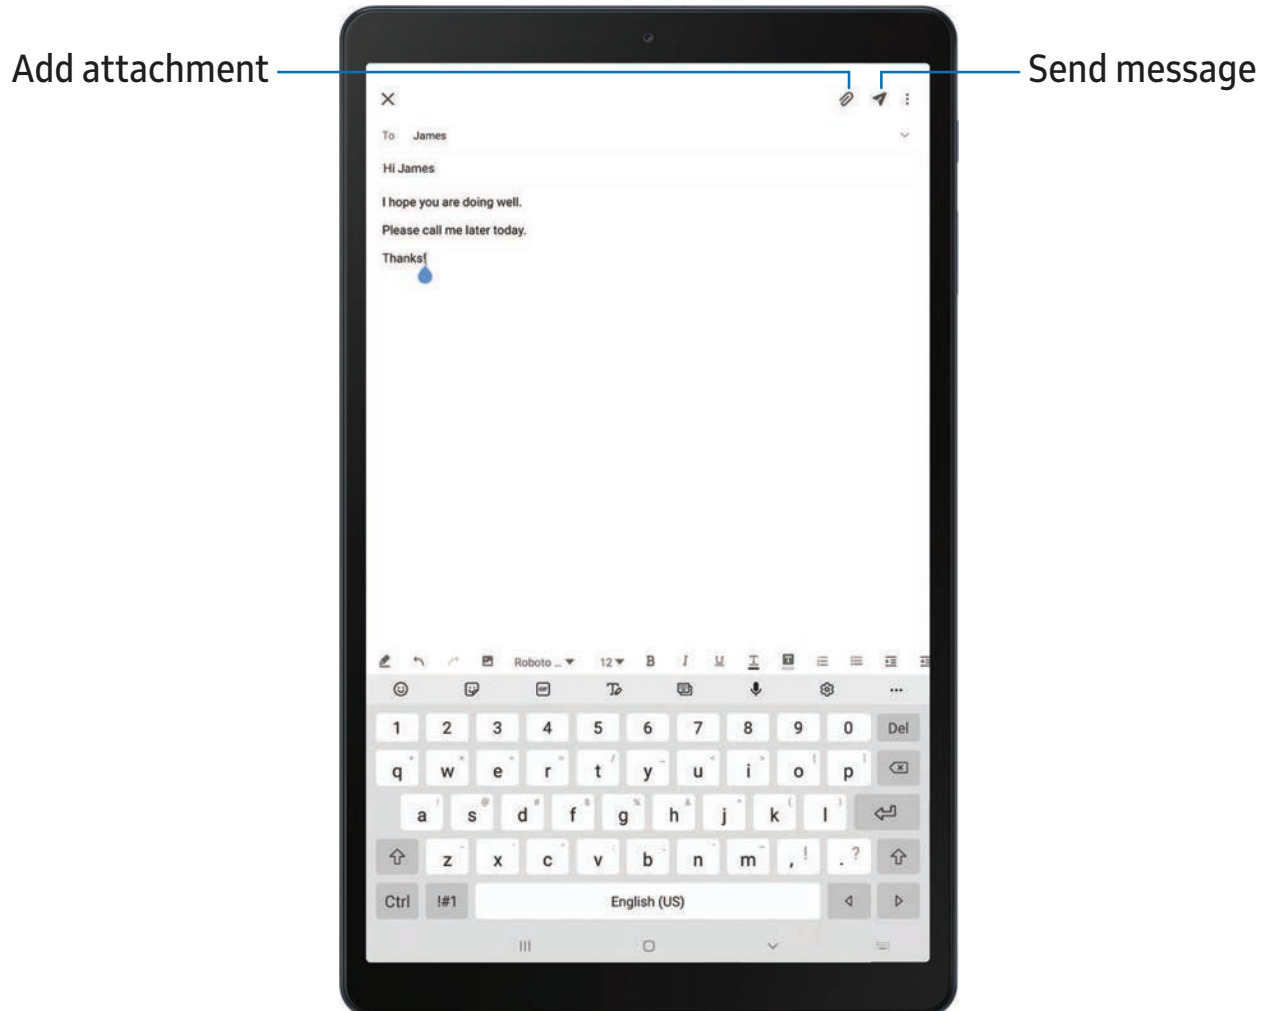 Add attachment
Send message
To James
Hi James
I hope you are doing well.
Please call me later today.
Thanks!
Roboto ... 12 B I U T T
GIF
1 2 3 4 5 6 7 8 9 0 Del
q w e r t y u i o p
a s d f g h j k l
z x c v b n m , ! . ?
Ctrl !#1 English (US)